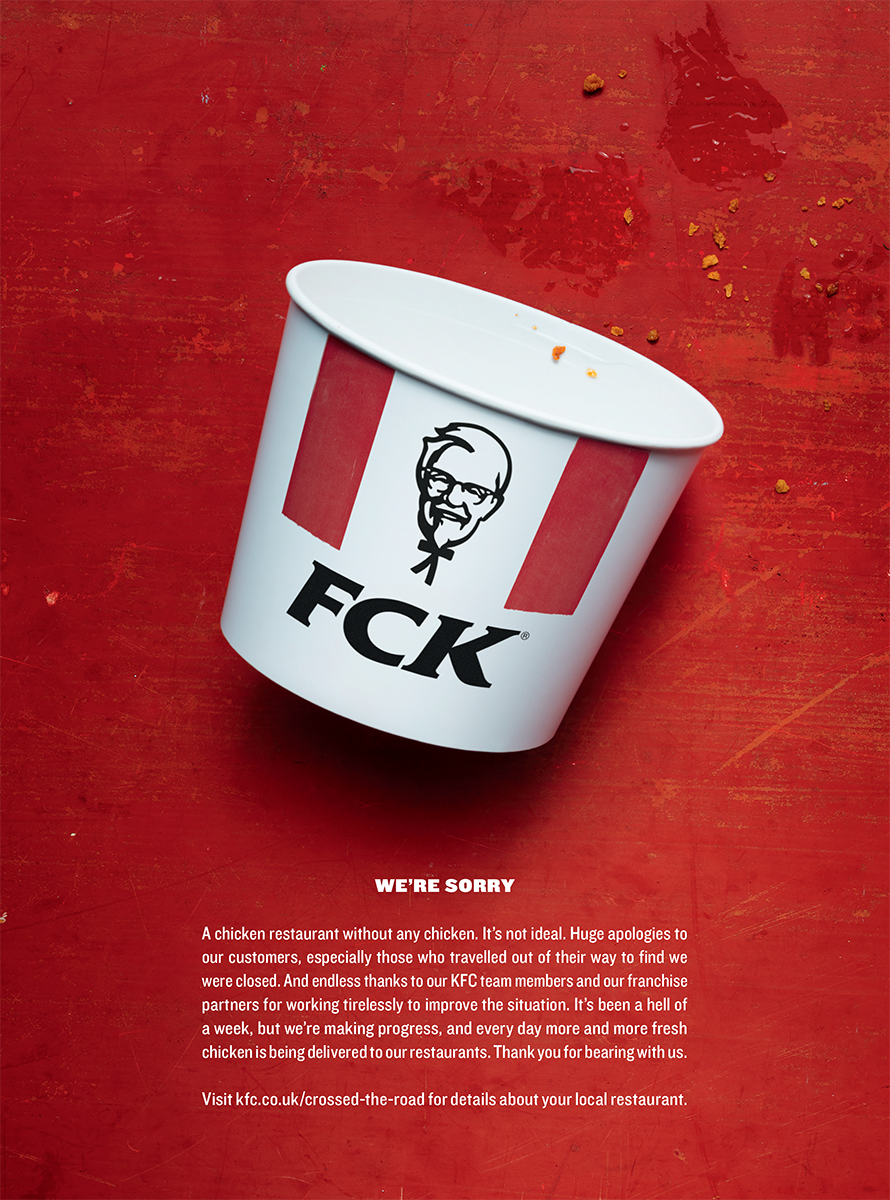 FCK®
WE'RE SORRY
A chicken restaurant without any chicken. It's not ideal. Huge apologies to
our customers, especially those who travelled out of their way to find we
were closed. And endless thanks to our KFC team members and our franchise
partners for working tirelessly to improve the situation. It's been a hell of
a week, but we're making progress, and every day more and more fresh
chicken is being delivered to our restaurants. Thank you for bearing with us.
Visit kfc.co.uk/crossed-the-road for details about your local restaurant.